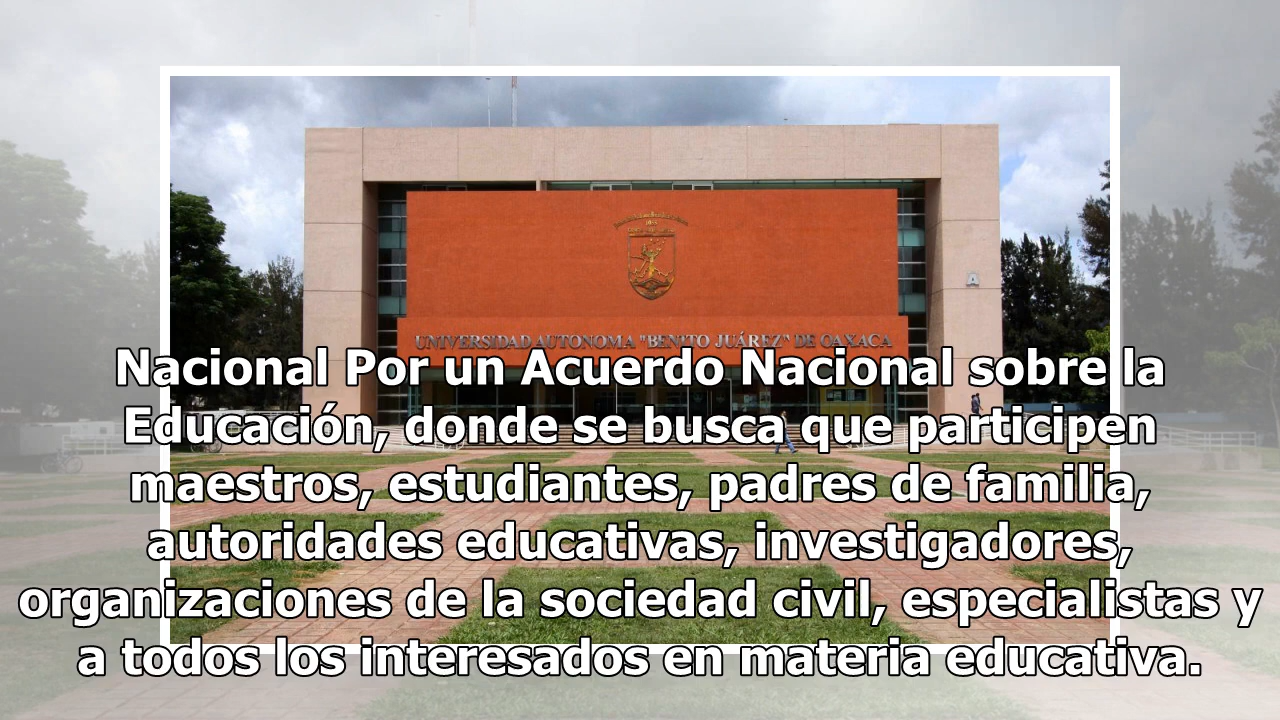 UNIVERSIDAD AUTONOMA "BENITO JUÁREZ" DE OAXACA
Nacional Por un Acuerdo Nacional sobre la
Educación, donde se busca que participen
maestros, estudiantes, padres de familia,
autoridades educativas, investigadores,
organizaciones de la sociedad civil, especialistas y
a todos los interesados en materia educativa.